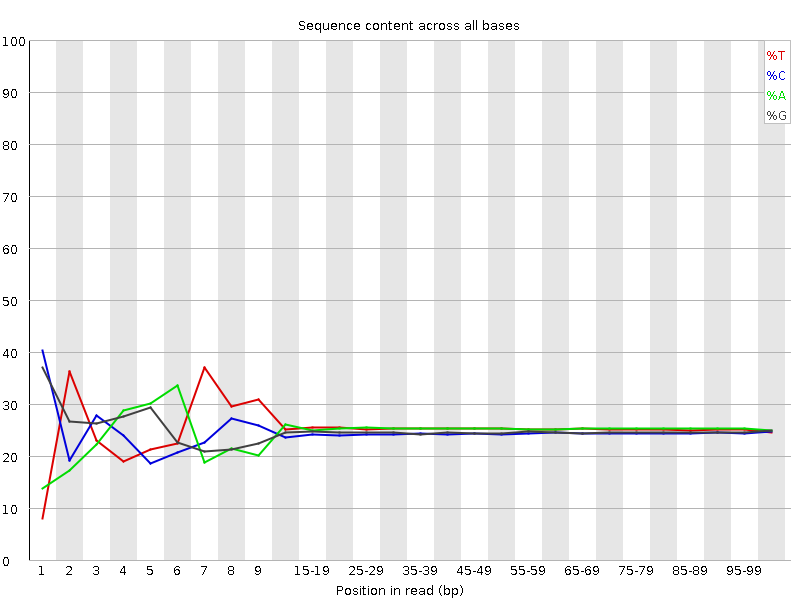 Sequence content across all bases
100
90
80
70
60
50
40
30
20
10
0
%T
%C
%A
%G
1 2 3 4 5 6 7 8 9 15-19 25-29 35-39 45-49 55-59 65-69 75-79 85-89 95-99
Position in read (bp)